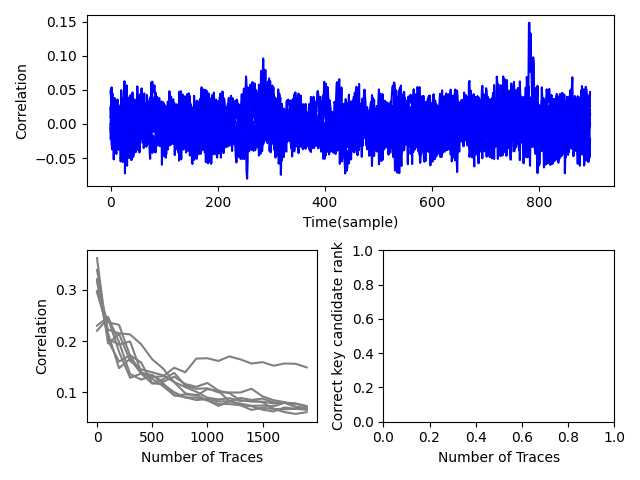 0.15
0.10
0.05
0.00
−0.05
Correlation
0 200 400 600 800
Time(sample)
0.3
0.2
0.1
Correlation
0 500 1000 1500
Number of Traces
1.0
0.8
0.6
0.4
0.2
0.0
Correct key candidate rank
0.0 0.2 0.4 0.6 0.8 1.0
Number of Traces